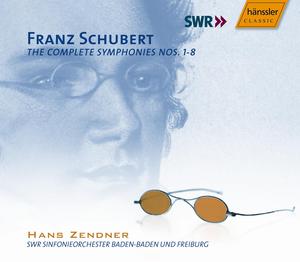 SWR»
hänssler
CLASSIC
FRANZ SCHUBERT
THE COMPLETE SYMPHONIES NOS. 1-8
HANS ZENDNER
SWR SINFONIEORCHESTER BADEN-BADEN UND FREIBURG